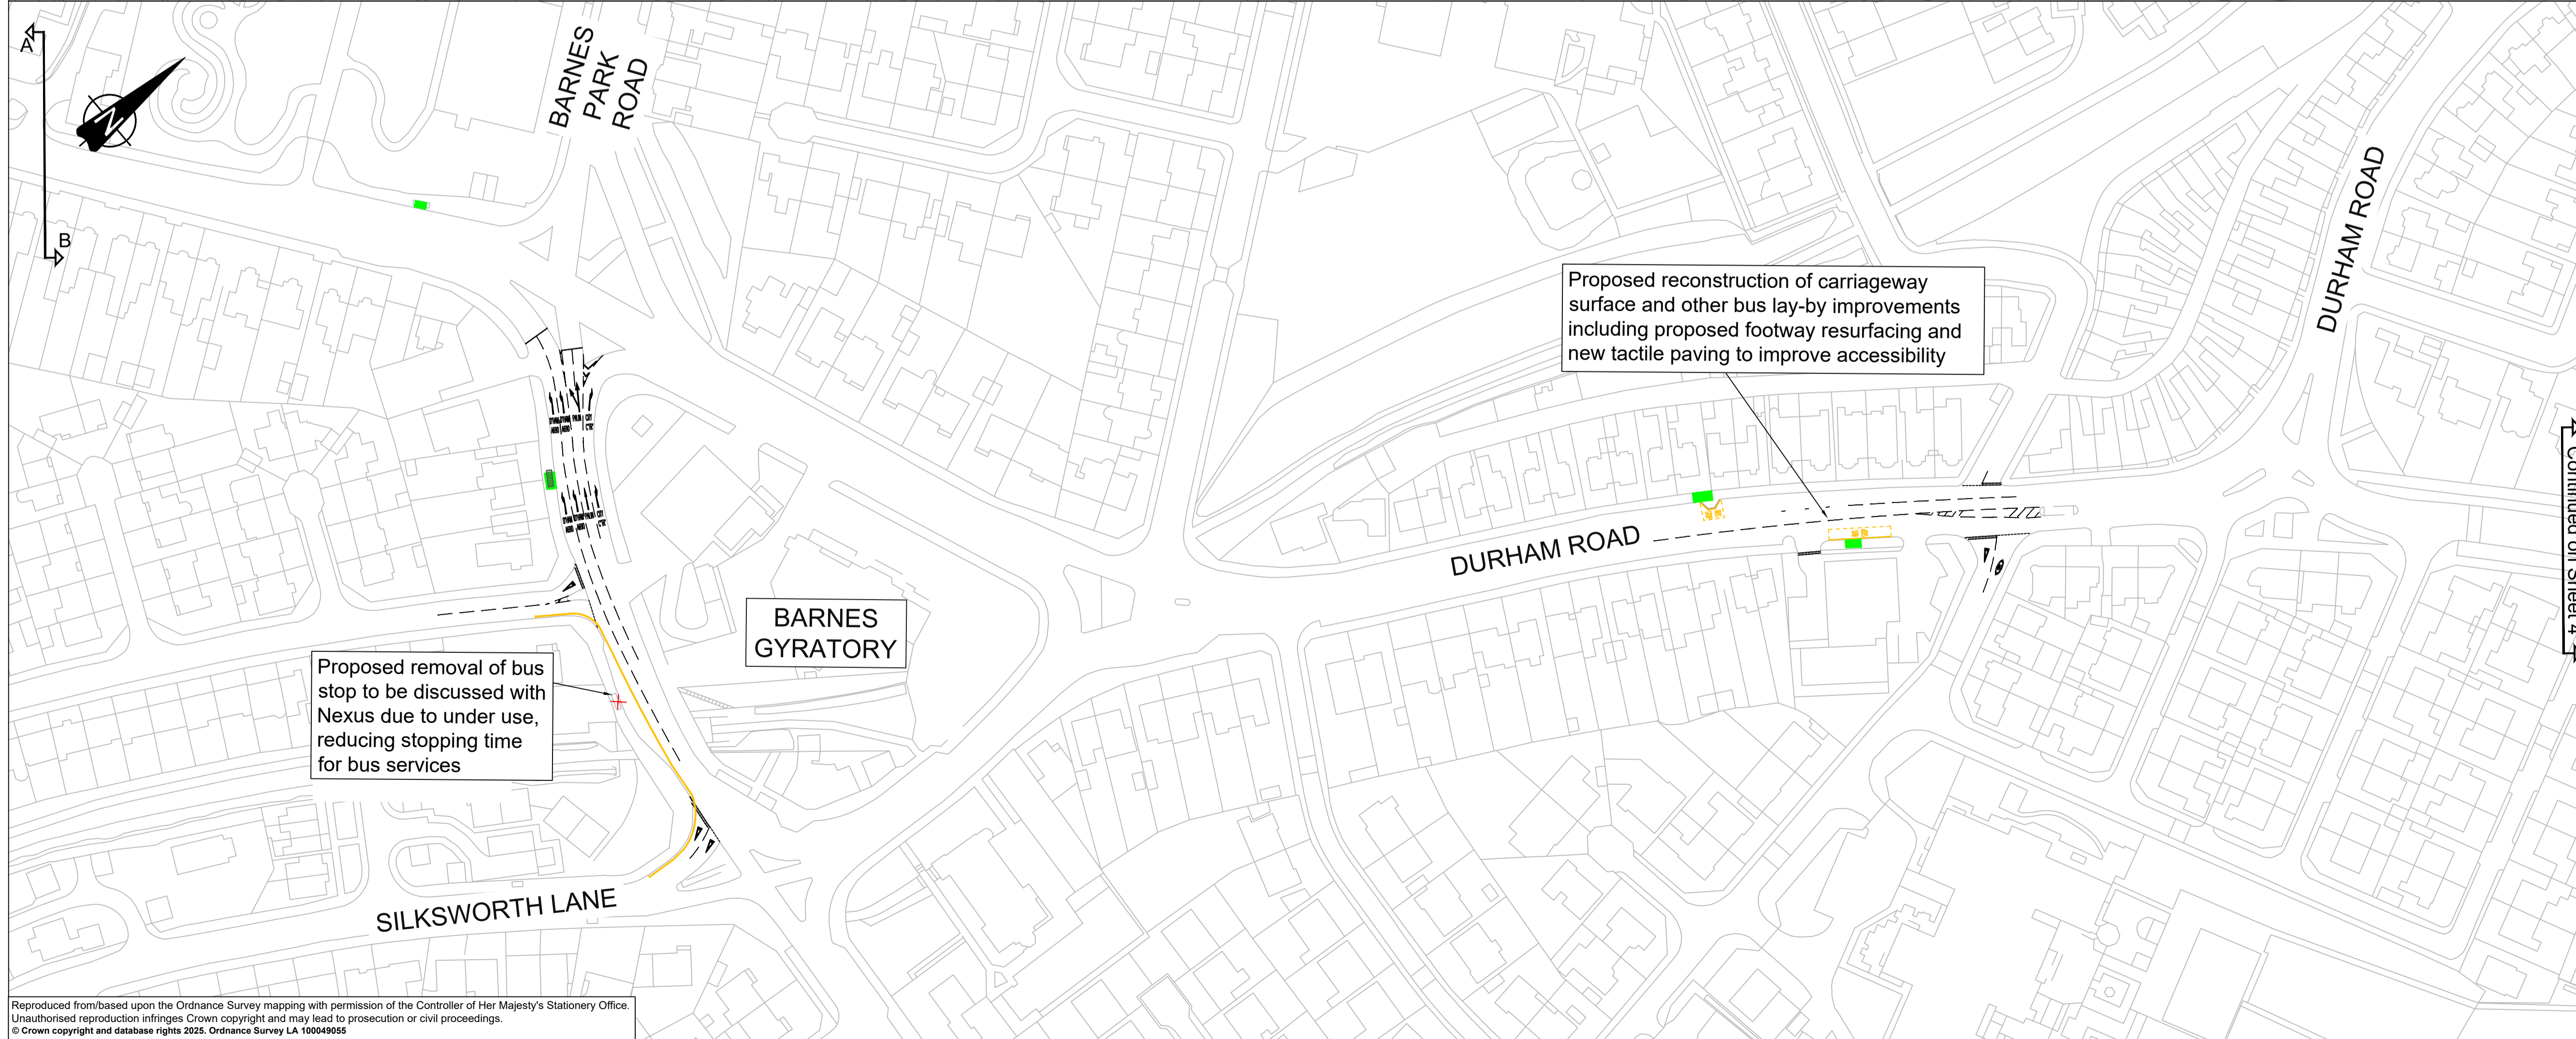 A
B
N
BARNES
PARK
ROAD
DURHAM ROAD
Proposed reconstruction of carriageway
surface and other bus lay-by improvements
including proposed footway resurfacing and
new tactile paving to improve accessibility
DURHAM ROAD
Continued on Sheet 4
BARNES
GYRATORY
Proposed removal of bus
stop to be discussed with
Nexus due to under use,
reducing stopping time
for bus services
SILKSWORTH LANE
Reproduced from/based upon the Ordnance Survey mapping with permission of the Controller of Her Majesty's Stationery Office.
Unauthorised reproduction infringes Crown copyright and may lead to prosecution or civil proceedings.
© Crown copyright and database rights 2025. Ordnance Survey LA 100049055